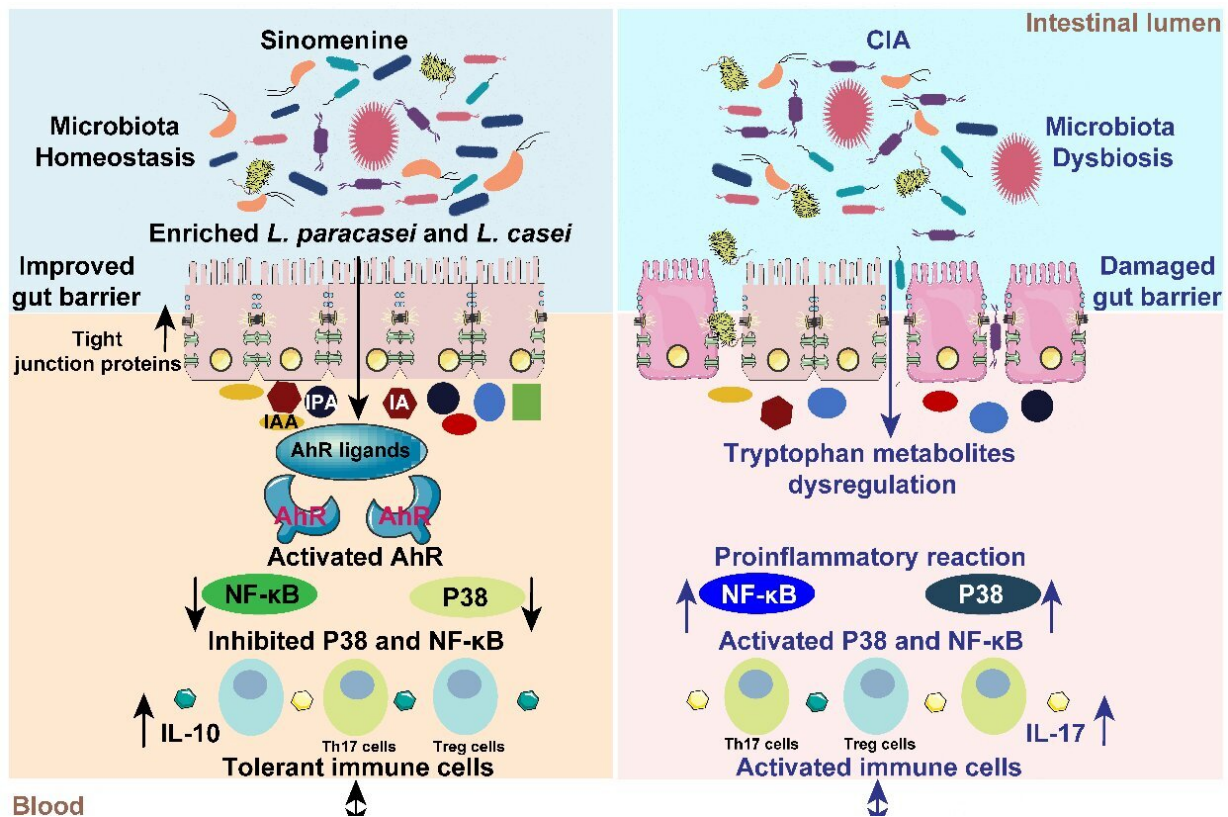 Intestinal lumen
Sinomenine
Microbiota
Homeostasis
Enriched L. paracasei and L. casei
Improved
gut barrier
Tight
junction proteins
IAA
IPA
IA
AhR ligands
AhR
AhR
Activated AhR
NF-κB
P38
Inhibited P38 and NF-κB
IL-10
Th17 cells
Treg cells
Tolerant immune cells
Blood
CIA
Microbiota
Dysbiosis
Damaged
gut barrier
Tryptophan metabolites
dysregulation
Proinflammatory reaction
NF-κB
P38
Activated P38 and NF-κB
IL-17
Th17 cells
Treg cells
Activated immune cells